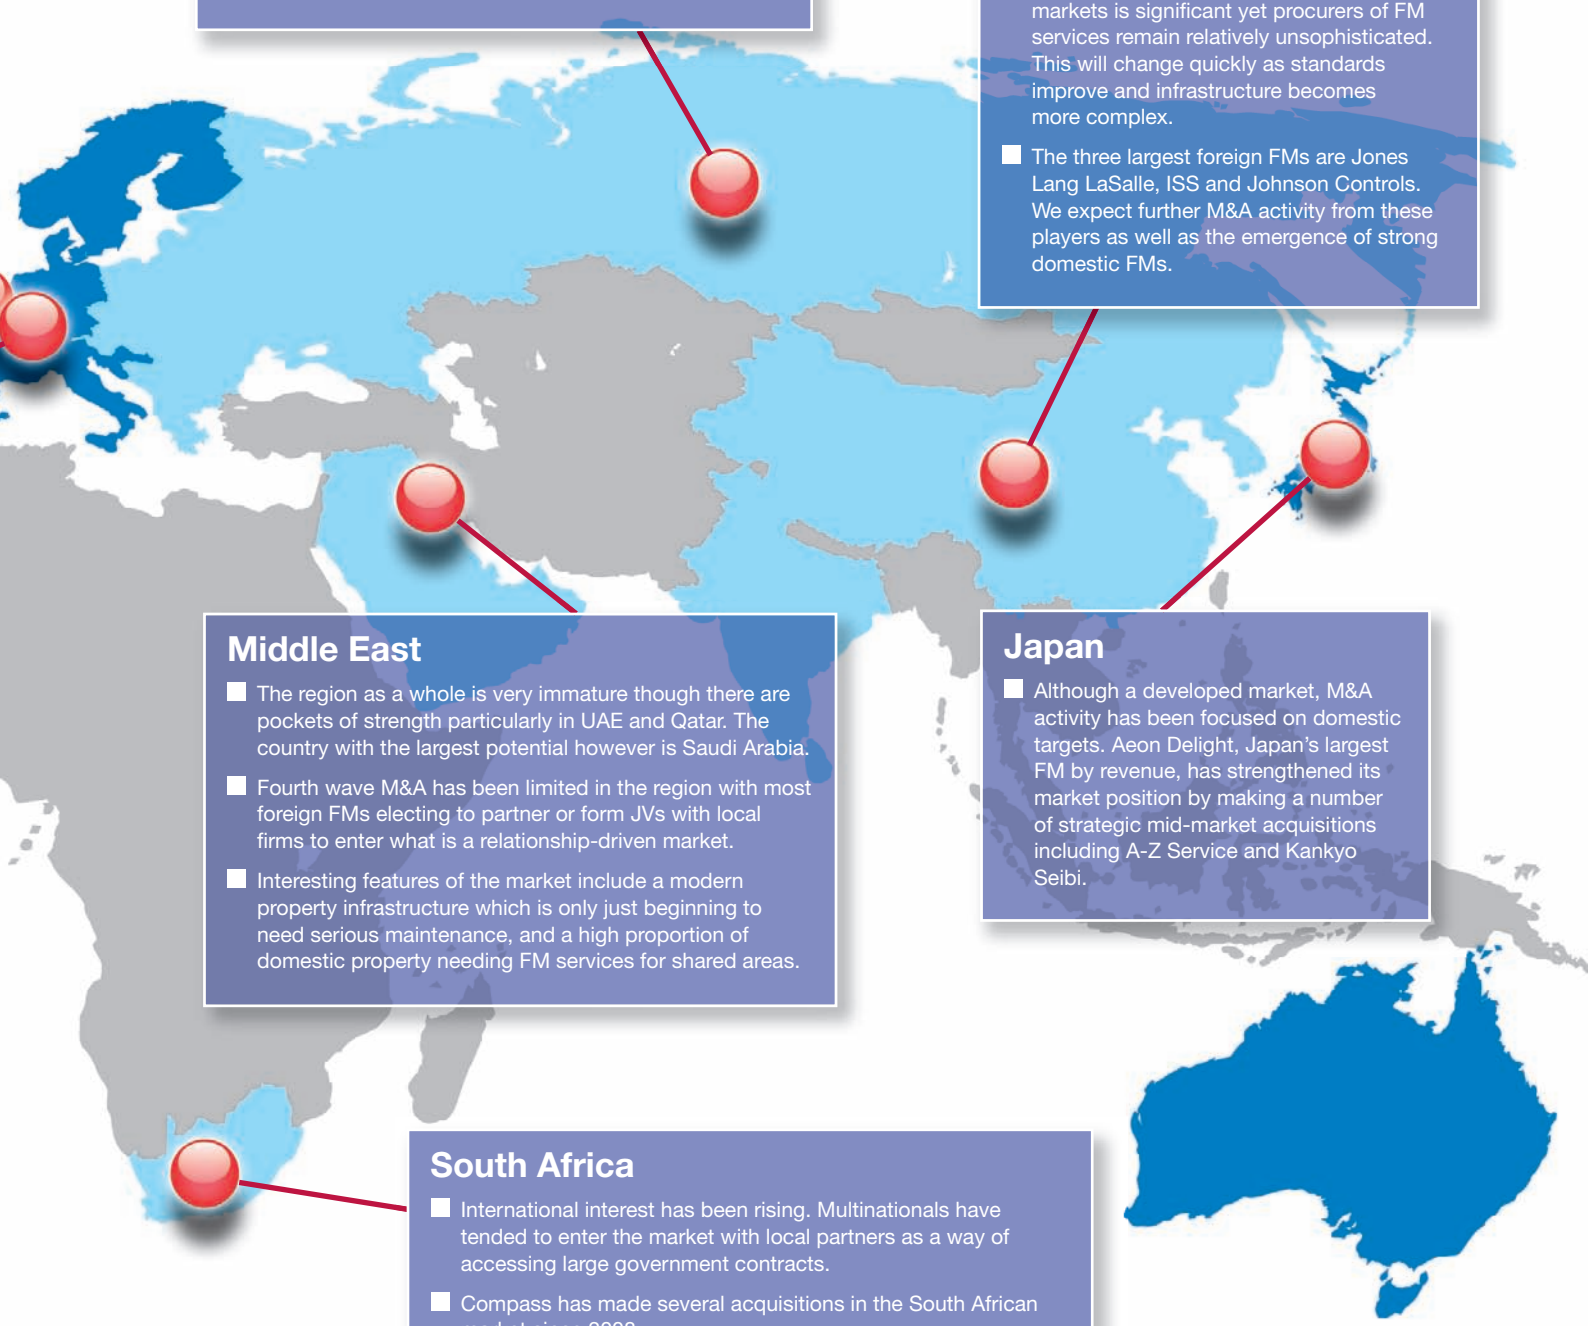 markets is significant yet procurers of FM
services remain relatively unsophisticated.
This will change quickly as standards
improve and infrastructure becomes
more complex.
The three largest foreign FMs are Jones
Lang LaSalle, ISS and Johnson Controls.
We expect further M&A activity from these
players as well as the emergence of strong
domestic FMs.
Middle East
The region as a whole is very immature though there are
pockets of strength particularly in UAE and Qatar. The
country with the largest potential however is Saudi Arabia.
Fourth wave M&A has been limited in the region with most
foreign FMs electing to partner or form JVs with local
firms to enter what is a relationship-driven market.
Interesting features of the market include a modern
property infrastructure which is only just beginning to
need serious maintenance, and a high proportion of
domestic property needing FM services for shared areas.
Japan
Although a developed market, M&A
activity has been focused on domestic
targets. Aeon Delight, Japan's largest
FM by revenue, has strengthened its
market position by making a number
of strategic mid-market acquisitions
including A-Z Service and Kankyo
Seibi.
South Africa
International interest has been rising. Multinationals have
tended to enter the market with local partners as a way of
accessing large government contracts.
Compass has made several acquisitions in the South African